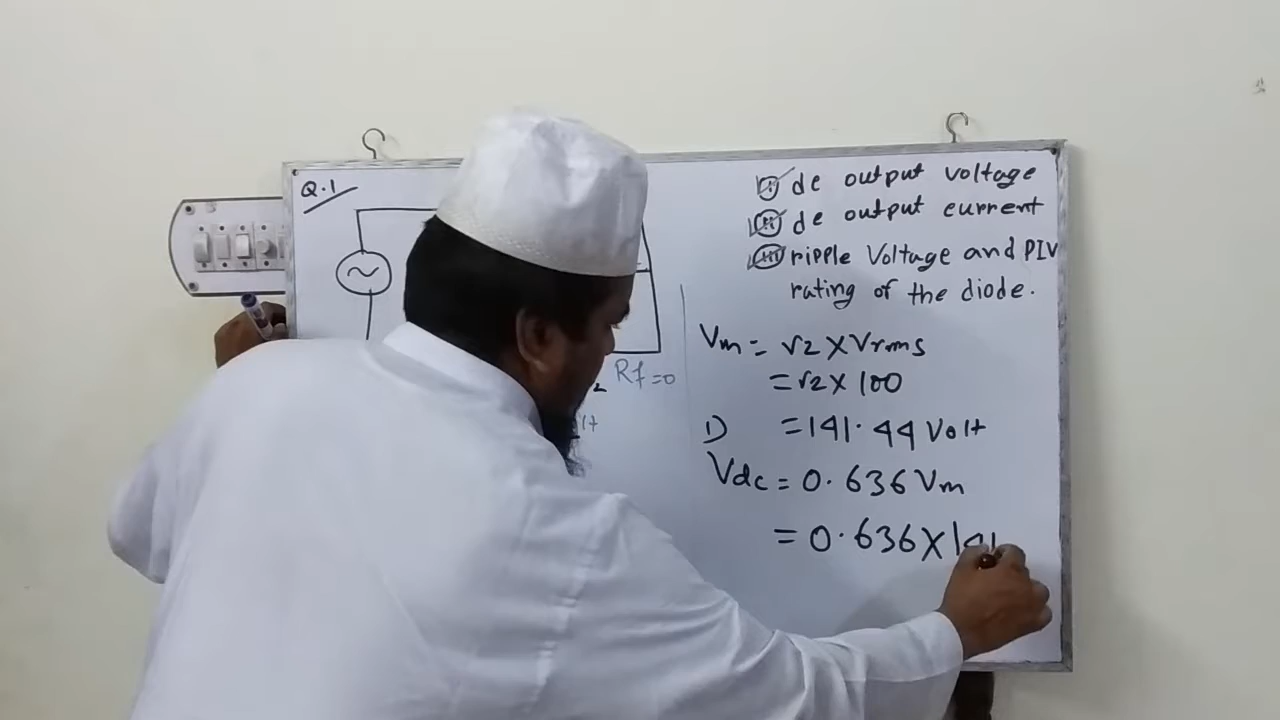 Q.1
(i) dc output voltage
(ii) dc output current
(iii) ripple Voltage and PIV
rating of the diode.
Vm = √2 X Vrms
= √2 X 100
Rf = 0
1) = 141.44 Volt
Vdc = 0.636 Vm
= 0.636 X 141